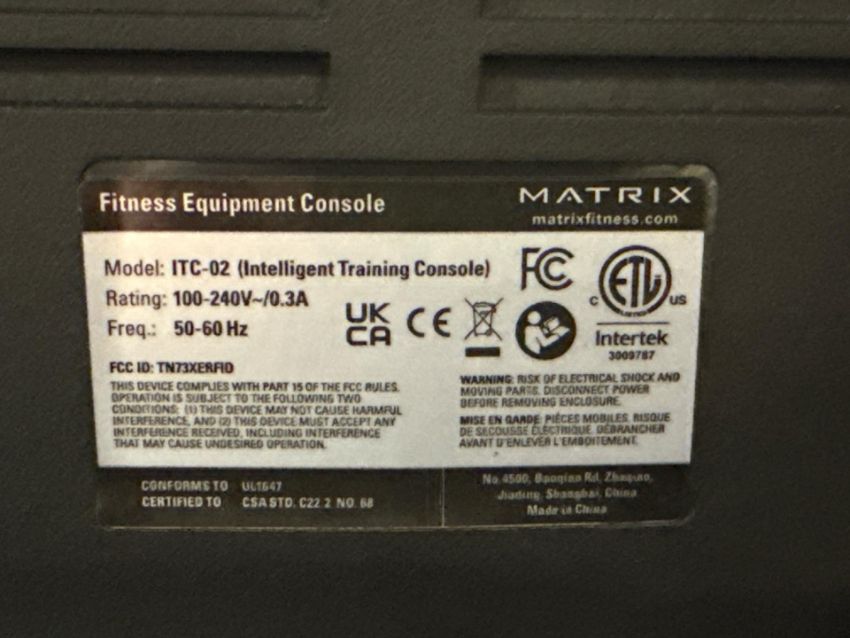 Fitness Equipment Console
MATRIX
matrixfitness.com
Model: ITC-02 (Intelligent Training Console)
Rating: 100-240V~/0.3A
Freq.: 50-60 Hz
FC
UK
CA
CE
C ETL US
LISTED
Intertek
3009787
FCC ID: TN73XERFID
THIS DEVICE COMPLIES WITH PART 15 OF THE FCC RULES.
OPERATION IS SUBJECT TO THE FOLLOWING TWO
CONDITIONS: (1) THIS DEVICE MAY NOT CAUSE HARMFUL
INTERFERENCE, AND (2) THIS DEVICE MUST ACCEPT ANY
INTERFERENCE RECEIVED, INCLUDING INTERFERENCE
THAT MAY CAUSE UNDESIRED OPERATION.
WARNING: RISK OF ELECTRICAL SHOCK AND
MOVING PARTS. DISCONNECT POWER
BEFORE REMOVING ENCLOSURE.
MISE EN GARDE: PIÈCES MOBILES. RISQUE
DE SECOUSSE ÉLECTRIQUE. DÉBRANCHER
AVANT D'ENLEVER L'EMBOITEMENT.
CONFORMS TO UL1647
CERTIFIED TO CSA STD. C22.2 NO. 68
No.4500, Baoqian Rd, Zhuqiao,
Jiading, Shanghai, China
Made in China